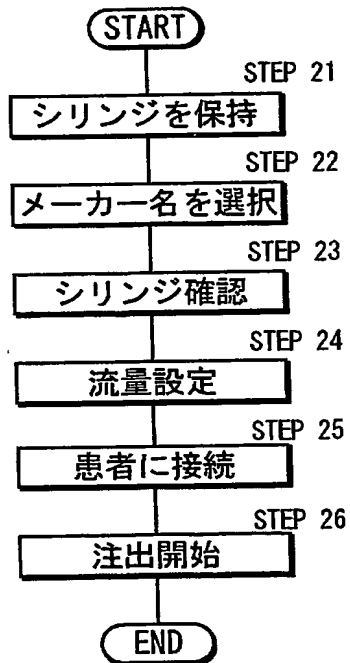 START
STEP 21
シリンジを保持
STEP 22
メーカー名を選択
STEP 23
シリンジ確認
STEP 24
流量設定
STEP 25
患者に接続
STEP 26
注出開始
END